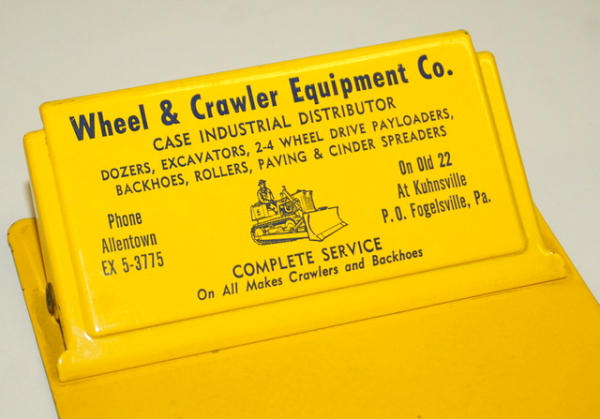 Wheel & Crawler Equipment Co.
CASE INDUSTRIAL DISTRIBUTOR
DOZERS, EXCAVATORS, 2-4 WHEEL DRIVE PAYLOADERS,
BACKHOES, ROLLERS, PAVING & CINDER SPREADERS
Phone
Allentown
EX 5-3775
On Old 22
At Kuhnsville
P.O. Fogelsville, Pa.
COMPLETE SERVICE
On All Makes Crawlers and Backhoes